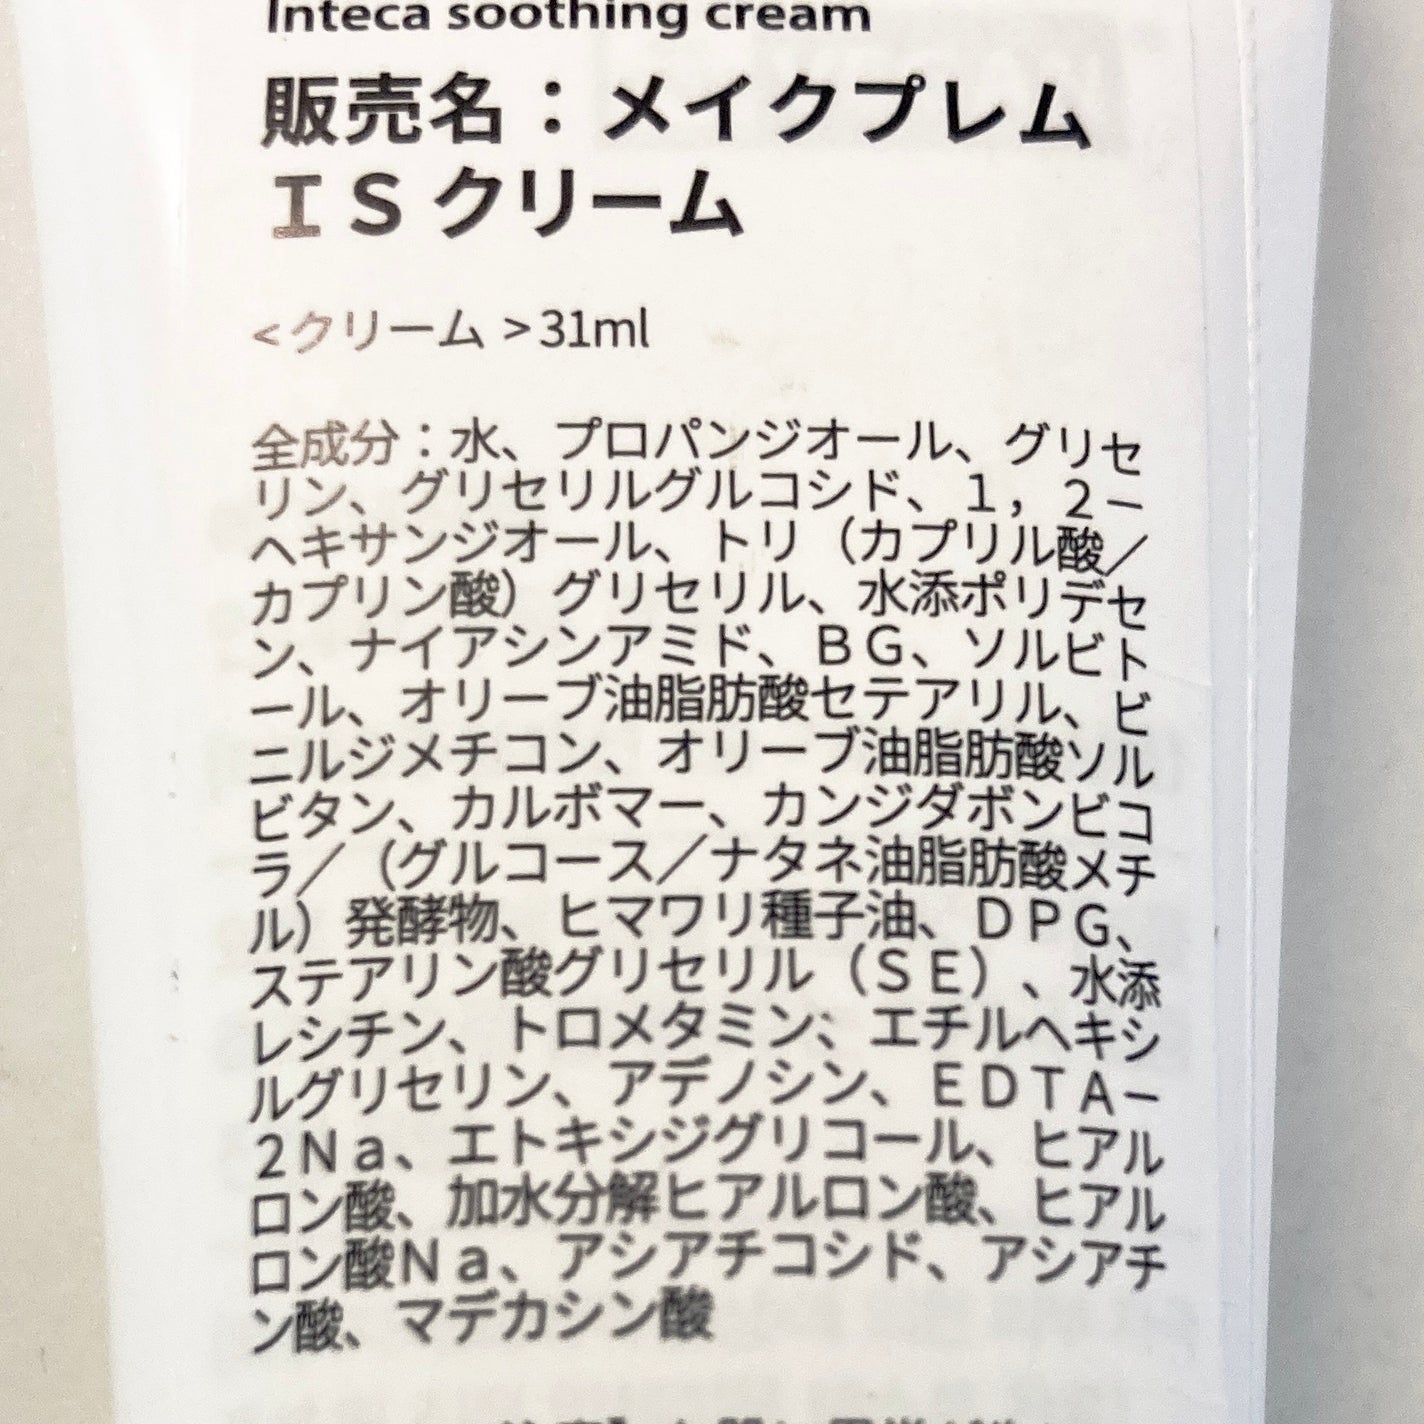 Inteca soothing cream
販売名：メイクプレム
ＩＳクリーム
＜クリーム＞31ml
全成分：水、プロパンジオール、グリセ
リン、グリセリルグルコシド、１，２－
ヘキサンジオール、トリ（カプリル酸／
カプリン酸）グリセリル、水添ポリデセ
ン、ナイアシンアミド、ＢＧ、ソルビト
ール、オリーブ油脂肪酸セテアリル、ビ
ニルジメチコン、オリーブ油脂肪酸ソル
ビタン、カルボマー、カンジダボンビコ
ラ／（グルコース／ナタネ油脂肪酸メチ
ル）発酵物、ヒマワリ種子油、ＤＰＧ、
ステアリン酸グリセリル（ＳＥ）、水添
レシチン、トロメタミン、エチルヘキシ
ルグリセリン、アデノシン、ＥＤＴＡ－
２Ｎａ、エトキシジグリコール、ヒアル
ロン酸、加水分解ヒアルロン酸、ヒアル
ロン酸Ｎａ、アシアチコシド、アシアチ
ン酸、マデカシン酸